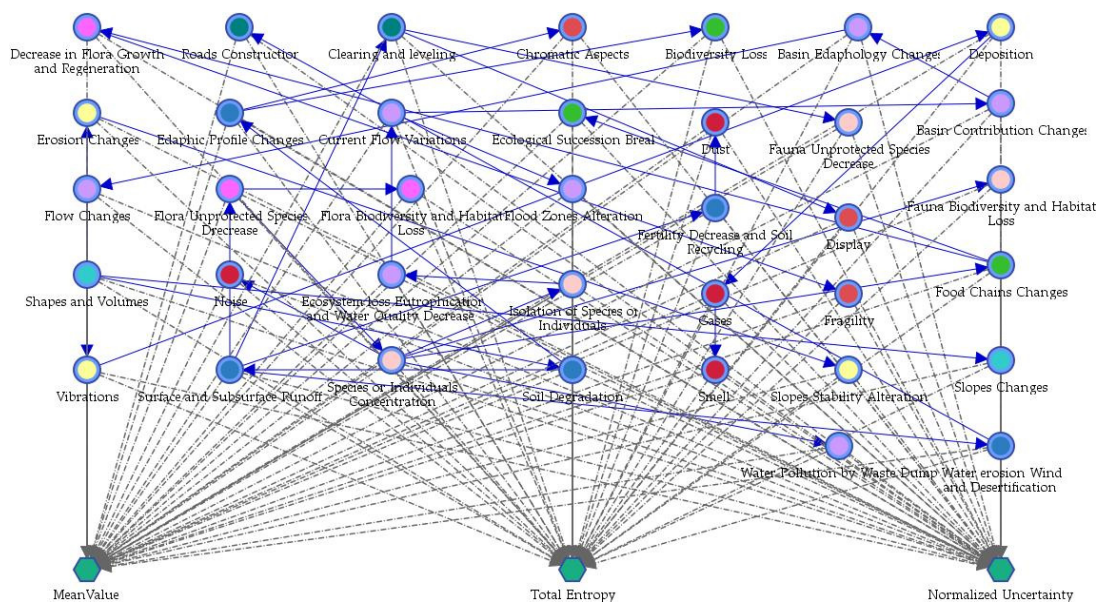 Decrease in Flora Growth
and Regeneration
Roads Construction
Clearing and leveling
Chromatic Aspects
Biodiversity Loss
Basin Edaphology Changes
Deposition
Erosion Changes
Edaphic Profile Changes
Current Flow Variations
Ecological Succession Break
Dust
Fauna Unprotected Species
Decrease
Basin Contribution Changes
Flow Changes
Flora Unprotected Species
Drecrease
Flora Biodiversity and Habitat
Loss
Flood Zones Alteration
Fertility Decrease and Soil
Recycling
Display
Fauna Biodiversity and Habitat
Loss
Shapes and Volumes
Noise
Ecosystem loss Eutrophication
and Water Quality Decrease
Isolation of Species or
Individuals
Gases
Fragility
Food Chains Changes
Vibrations
Surface and Subsurface Runoff
Species or Individuals
Concentration
Soil Degradation
Smell
Slopes Stability Alteration
Slopes Changes
Water Pollution by Waste Dump
Water erosion Wind
and Desertification
MeanValue
Total Entropy
Normalized Uncertainty